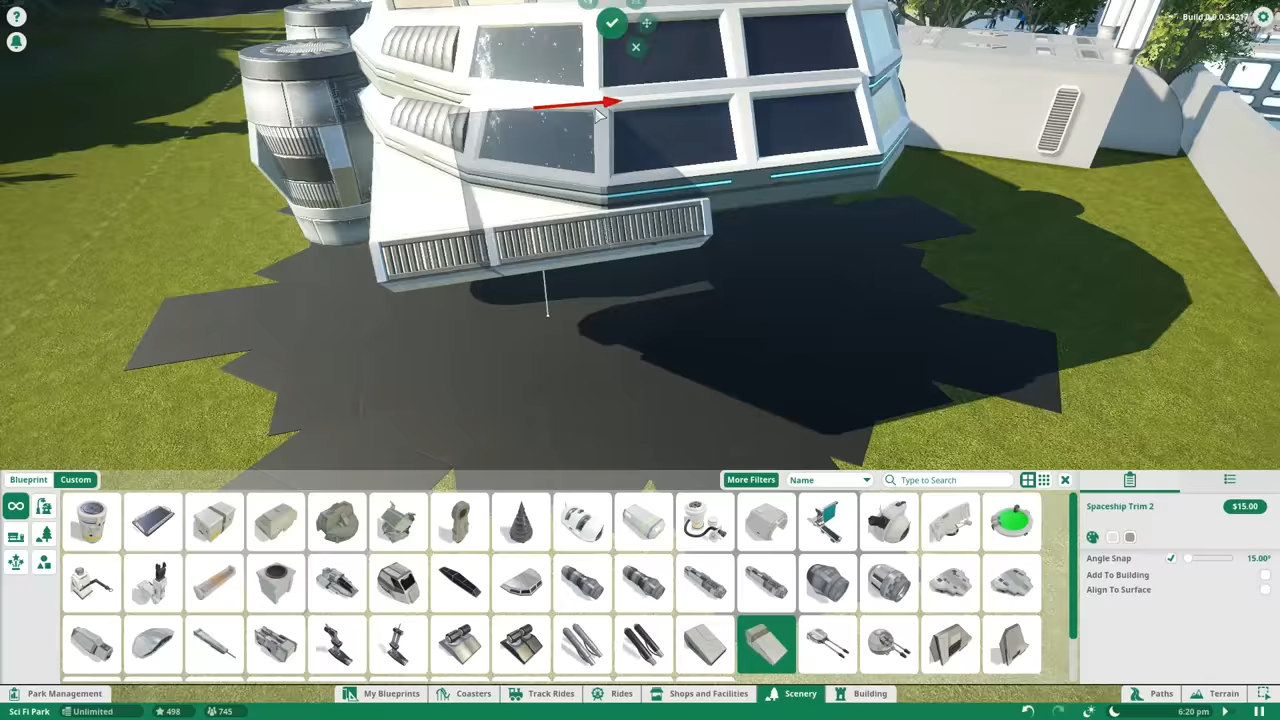 Build 0.0.0.34217
Blueprint
Custom
More Filters
Name
Type to Search
Spaceship Trim 2
$15.00
Angle Snap
15.00°
Add To Building
Align To Surface
Park Management
My Blueprints
Coasters
Track Rides
Rides
Shops and Facilities
Scenery
Building
Paths
Terrain
Sci Fi Park
Unlimited
498
745
6:20 pm